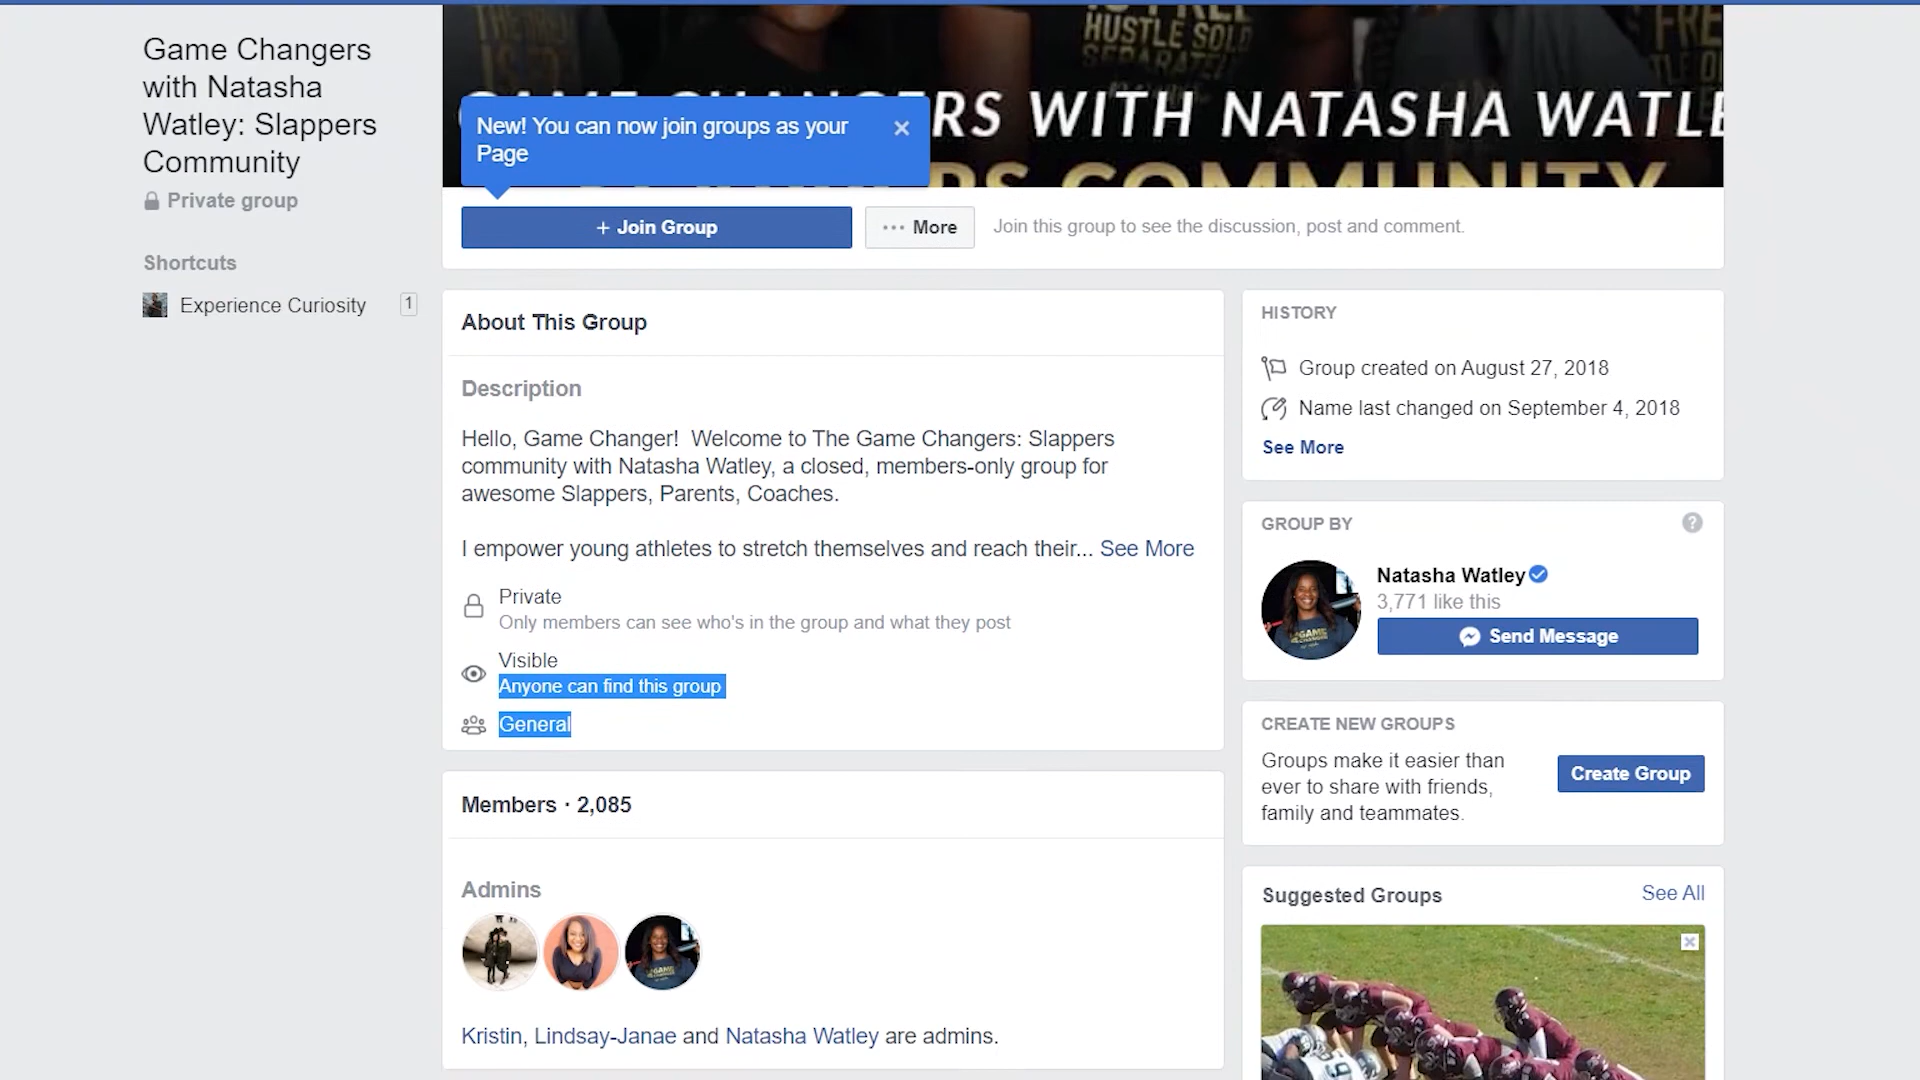 Game Changers
with Natasha
Watley: Slappers
Community
Private group
Shortcuts
Experience Curiosity 1
HUSTLE SOLD
SEPARATELY
RS WITH NATASHA WATLE
COMMUNITY
New! You can now join groups as your
Page
+ Join Group
··· More
Join this group to see the discussion, post and comment.
About This Group
Description
Hello, Game Changer!  Welcome to The Game Changers: Slappers
community with Natasha Watley, a closed, members-only group for
awesome Slappers, Parents, Coaches.
I empower young athletes to stretch themselves and reach their... See More
Private
Only members can see who's in the group and what they post
Visible
Anyone can find this group
General
Members · 2,085
Admins
Kristin, Lindsay-Janae and Natasha Watley are admins.
HISTORY
Group created on August 27, 2018
Name last changed on September 4, 2018
See More
GROUP BY
?
Natasha Watley
3,771 like this
Send Message
CREATE NEW GROUPS
Groups make it easier than
ever to share with friends,
family and teammates.
Create Group
Suggested Groups
See All